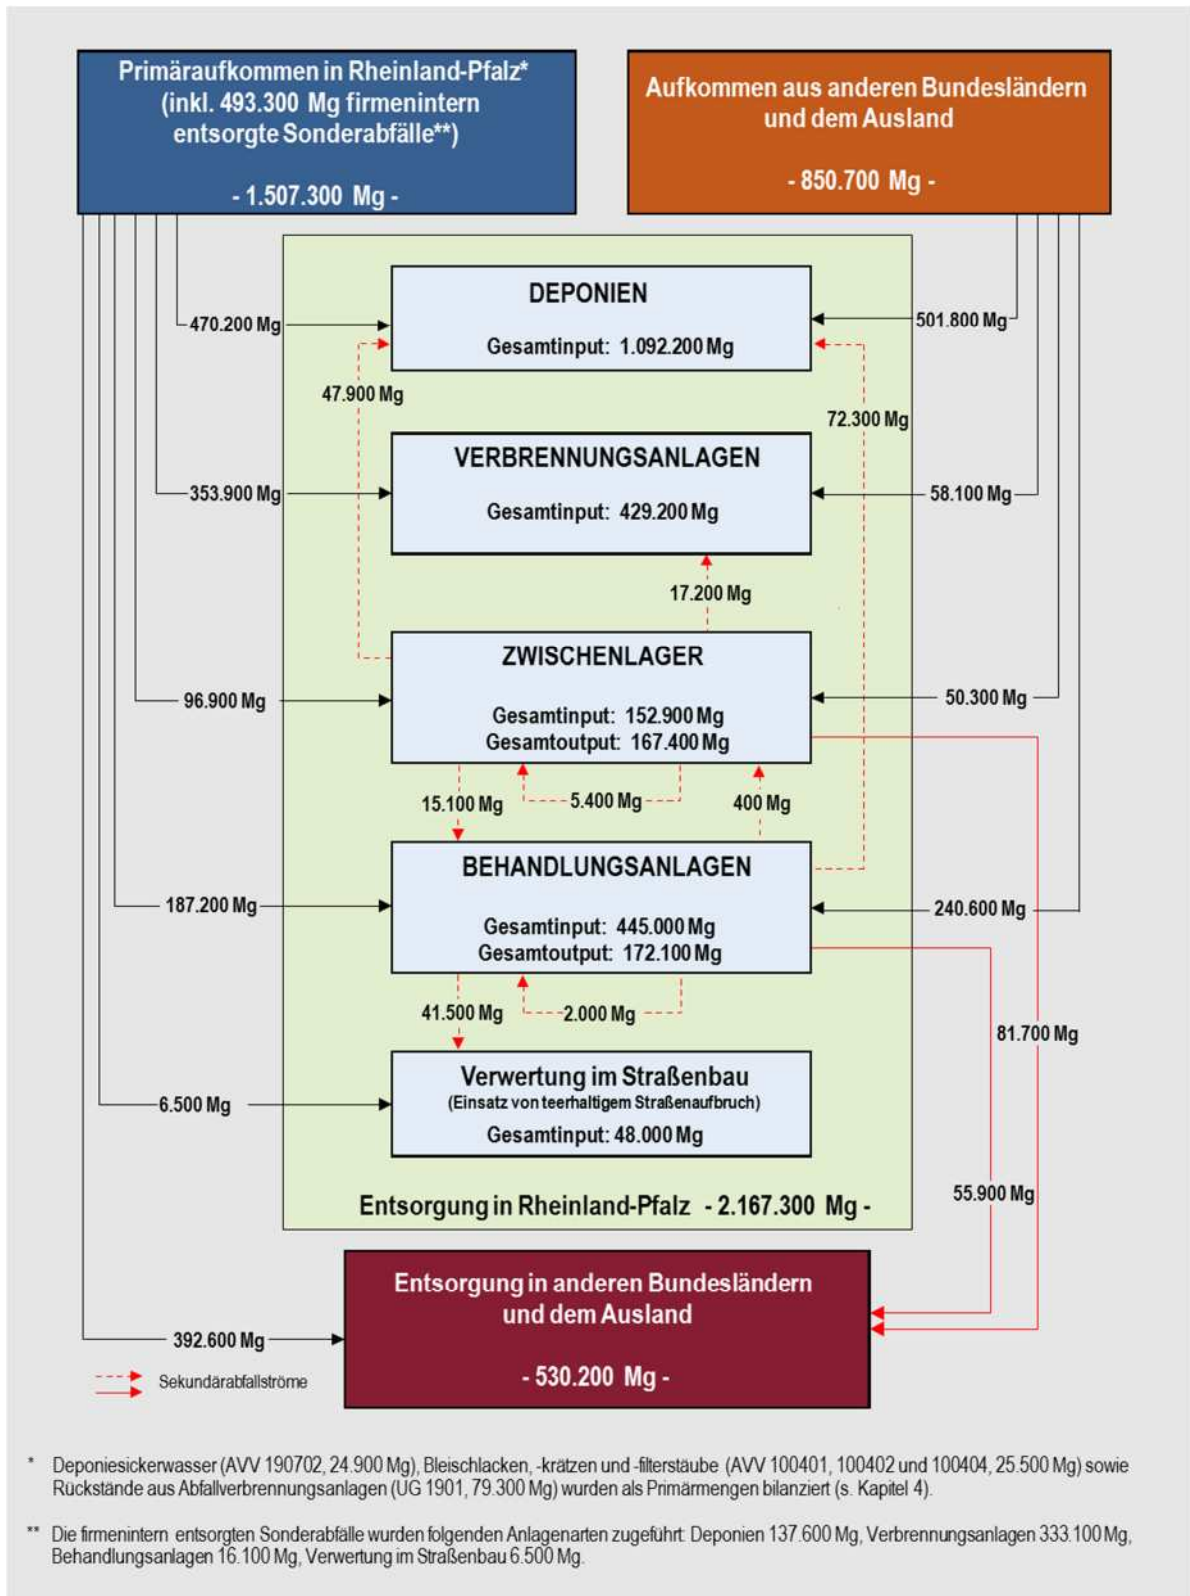 Primäraufkommen in Rheinland-Pfalz*
(inkl. 493.300 Mg firmenintern
entsorgte Sonderabfälle**)
- 1.507.300 Mg -
Aufkommen aus anderen Bundesländern
und dem Ausland
- 850.700 Mg -
DEPONIEN
Gesamtinput: 1.092.200 Mg
470.200 Mg
501.800 Mg
47.900 Mg
72.300 Mg
VERBRENNUNGSANLAGEN
Gesamtinput: 429.200 Mg
353.900 Mg
58.100 Mg
17.200 Mg
ZWISCHENLAGER
Gesamtinput: 152.900 Mg
Gesamtoutput: 167.400 Mg
96.900 Mg
50.300 Mg
15.100 Mg
5.400 Mg
400 Mg
BEHANDLUNGSANLAGEN
Gesamtinput: 445.000 Mg
Gesamtoutput: 172.100 Mg
187.200 Mg
240.600 Mg
41.500 Mg
2.000 Mg
81.700 Mg
Verwertung im Straßenbau
(Einsatz von teerhaltigem Straßenaufbruch)
Gesamtinput: 48.000 Mg
6.500 Mg
55.900 Mg
Entsorgung in Rheinland-Pfalz - 2.167.300 Mg -
Entsorgung in anderen Bundesländern
und dem Ausland
- 530.200 Mg -
392.600 Mg
Sekundärabfallströme
* Deponiesickerwasser (AVV 190702, 24.900 Mg), Bleischlacken, -krätzen und -filterstäube (AVV 100401, 100402 und 100404, 25.500 Mg) sowie
Rückstände aus Abfallverbrennungsanlagen (UG 1901, 79.300 Mg) wurden als Primärmengen bilanziert (s. Kapitel 4).
** Die firmenintern entsorgten Sonderabfälle wurden folgenden Anlagenarten zugeführt: Deponien 137.600 Mg, Verbrennungsanlagen 333.100 Mg,
Behandlungsanlagen 16.100 Mg, Verwertung im Straßenbau 6.500 Mg.